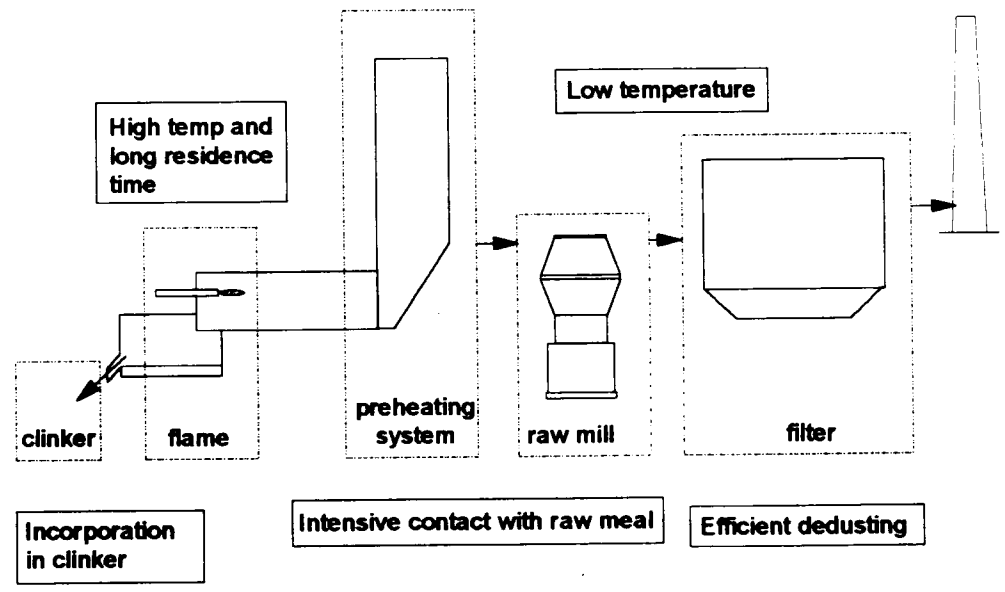 Low temperature
High temp and
long residence
time
clinker
flame
preheating
system
raw mill
filter
Incorporation
in clinker
Intensive contact with raw meal
Efficient dedusting